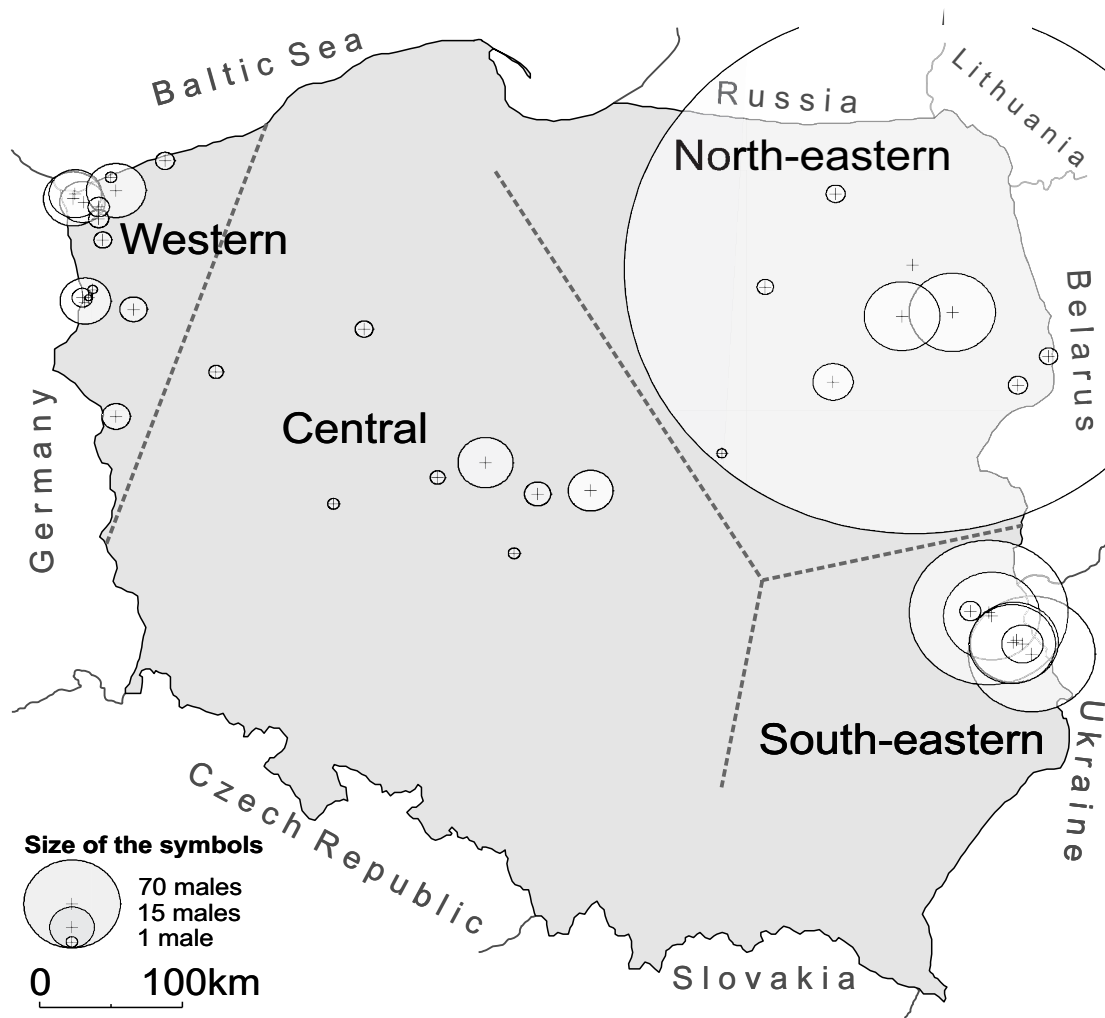 Baltic Sea
Russia
Lithuania
North-eastern
Western
Belarus
Germany
Central
South-eastern
Ukraine
Czech Republic
Size of the symbols
70 males
15 males
1 male
0 100km
Slovakia